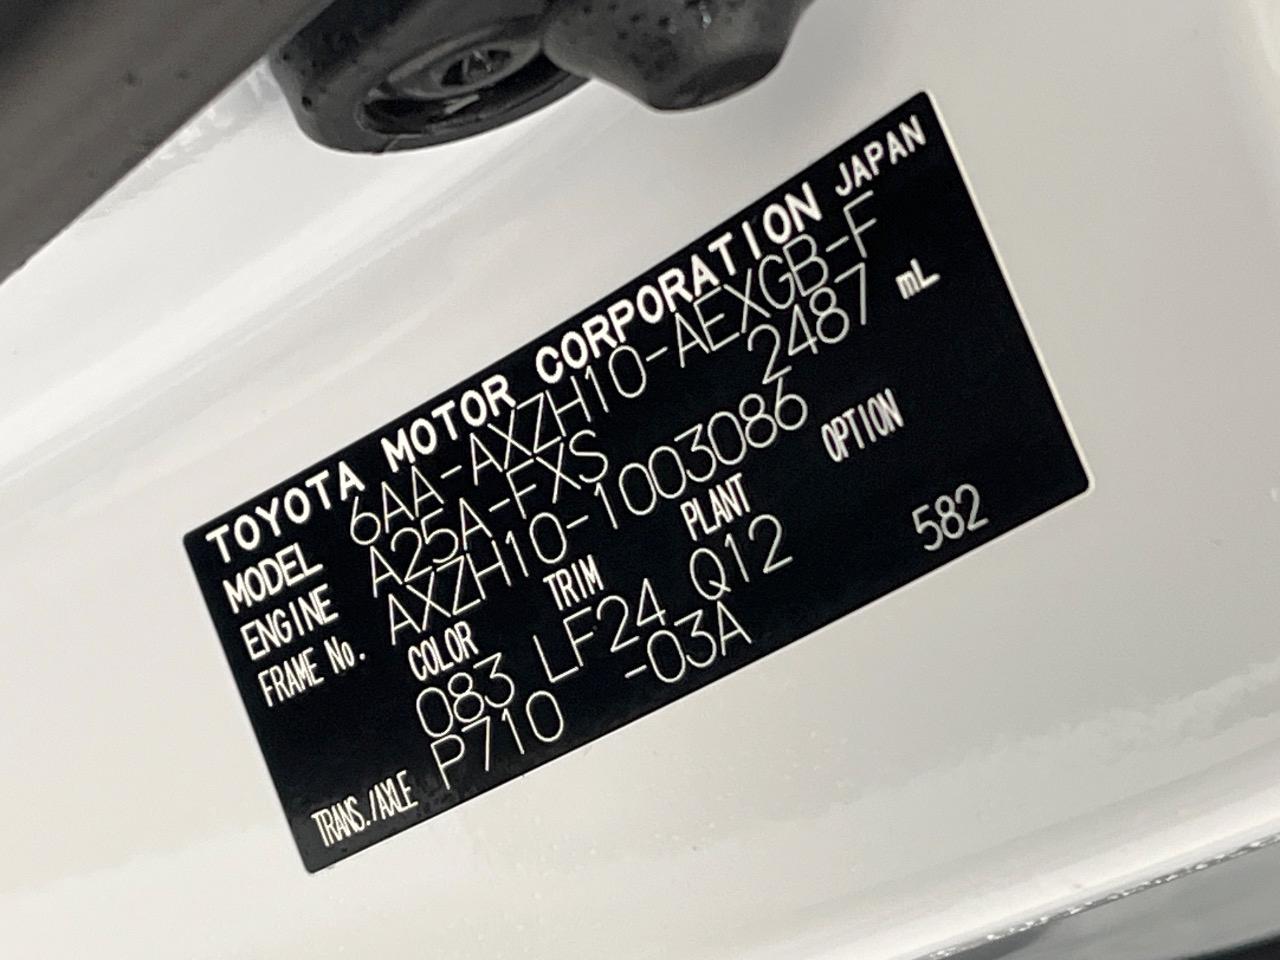 TOYOTA MOTOR CORPORATION JAPAN
MODEL 6AA-AXZH10-AEXGB-F
ENGINE A25A-FXS 2487 mL
FRAME No. AXZH10-1003086
COLOR TRIM PLANT OPTION
083 LF24 Q12 582
TRANS./AXLE P710 -03A